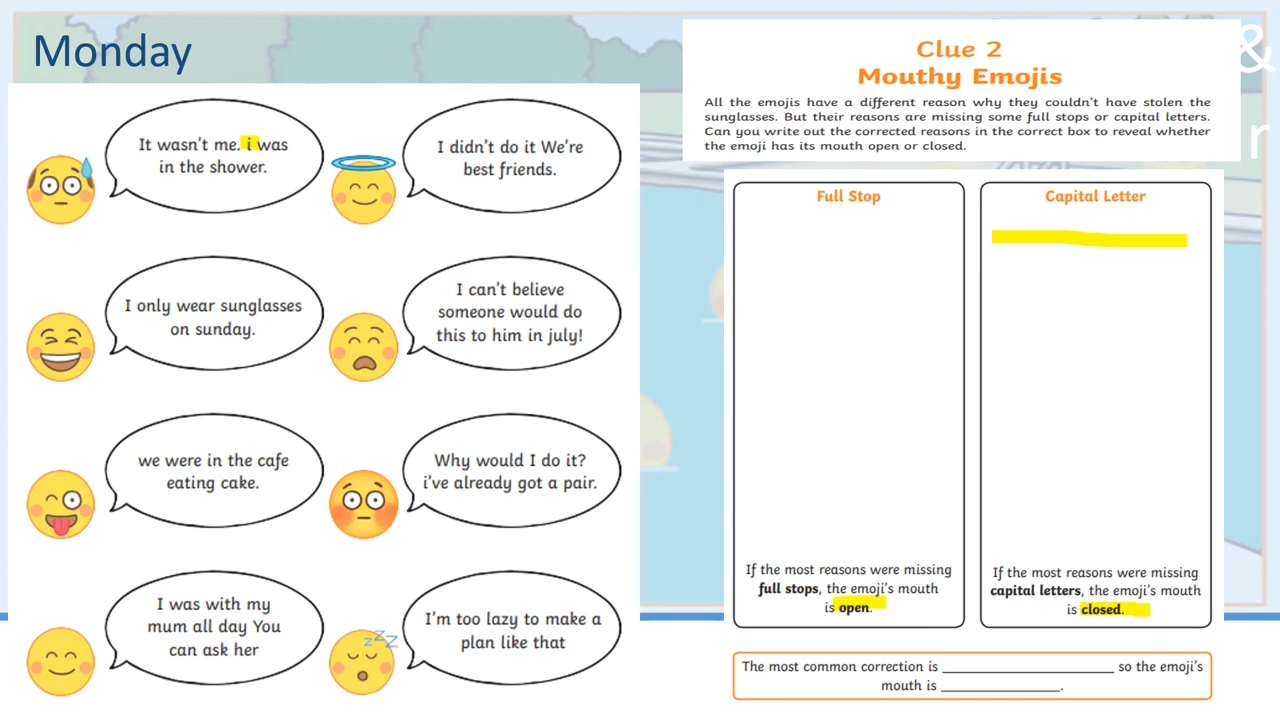 Monday
It wasn't me. i was
in the shower.
I didn't do it We're
best friends.
I only wear sunglasses
on sunday.
I can't believe
someone would do
this to him in july!
we were in the cafe
eating cake.
Why would I do it?
i've already got a pair.
I was with my
mum all day You
can ask her
I'm too lazy to make a
plan like that
zZZ
&
r
Clue 2
Mouthy Emojis
All the emojis have a different reason why they couldn't have stolen the
sunglasses. But their reasons are missing some full stops or capital letters.
Can you write out the corrected reasons in the correct box to reveal whether
the emoji has its mouth open or closed.
Full Stop
If the most reasons were missing
full stops, the emoji's mouth
is open.
Capital Letter
If the most reasons were missing
capital letters, the emoji's mouth
is closed.
The most common correction is ____________________ so the emoji's
mouth is ______________.